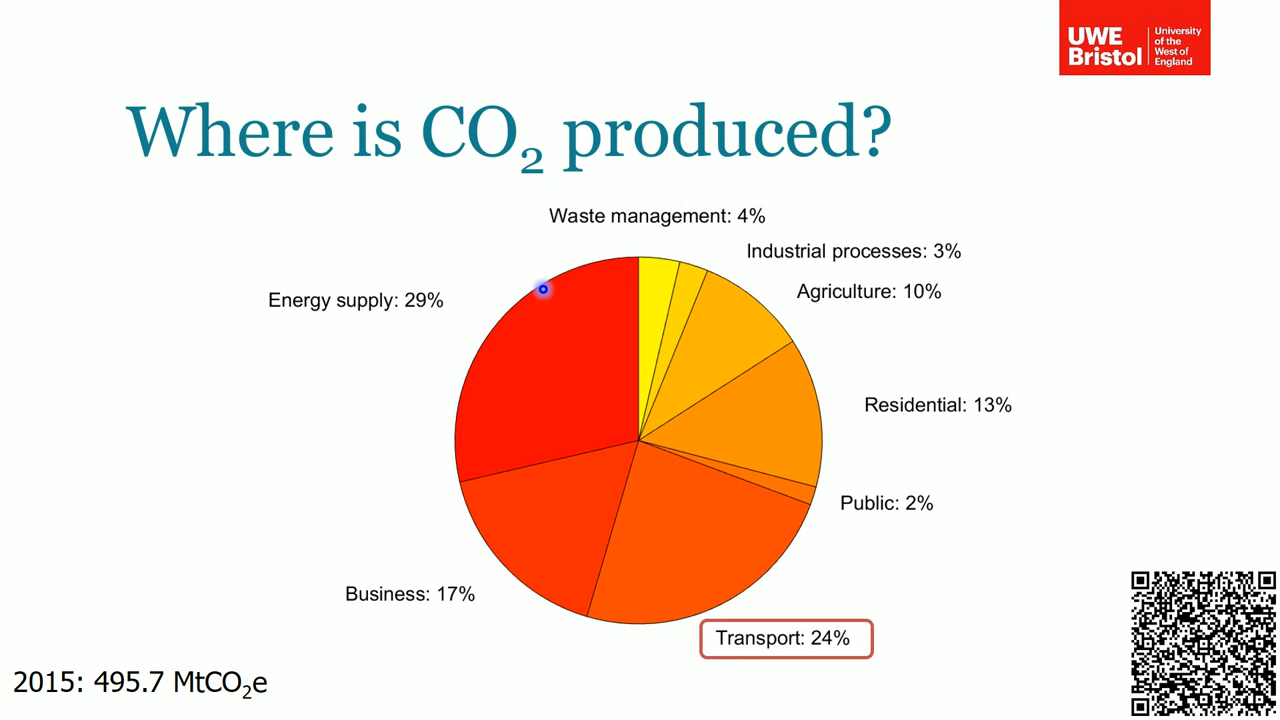 UWE
Bristol
University
of the
West of
England
Where is CO₂ produced?
Waste management: 4%
Industrial processes: 3%
Agriculture: 10%
Energy supply: 29%
Residential: 13%
Public: 2%
Business: 17%
Transport: 24%
2015: 495.7 MtCO₂e